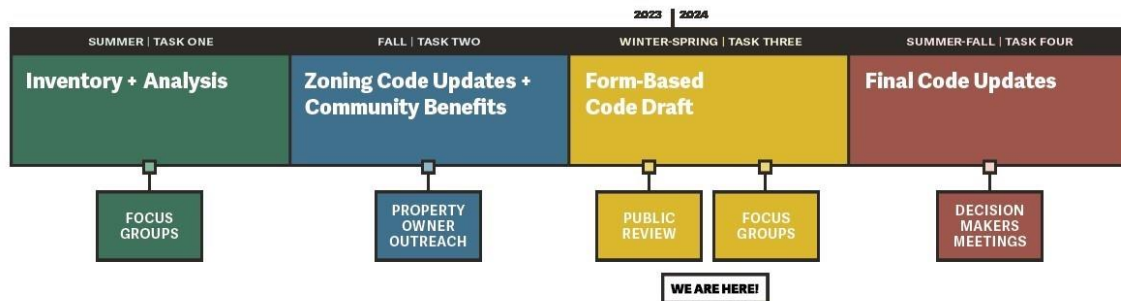 2023 | 2024
SUMMER | TASK ONE
FALL | TASK TWO
WINTER-SPRING | TASK THREE
SUMMER-FALL | TASK FOUR
Inventory + Analysis
Zoning Code Updates +
Community Benefits
Form-Based
Code Draft
Final Code Updates
FOCUS
GROUPS
PROPERTY
OWNER
OUTREACH
PUBLIC
REVIEW
FOCUS
GROUPS
DECISION
MAKERS
MEETINGS
WE ARE HERE!